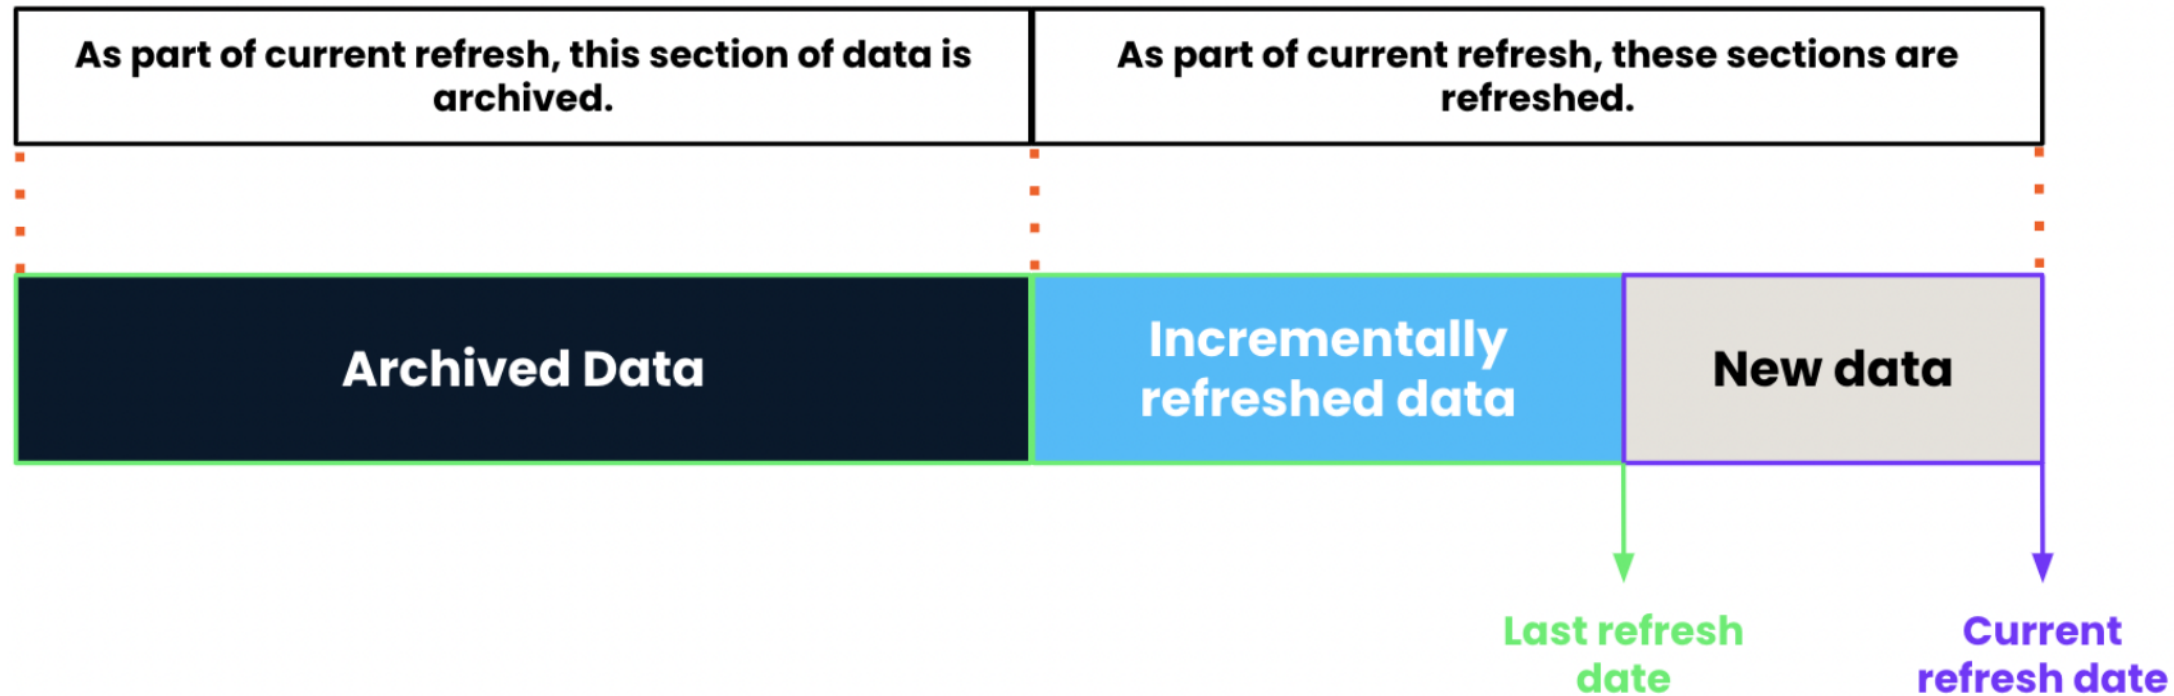 As part of current refresh, this section of data is
archived.
As part of current refresh, these sections are
refreshed.
Archived Data
Incrementally
refreshed data
New data
Last refresh
date
Current
refresh date